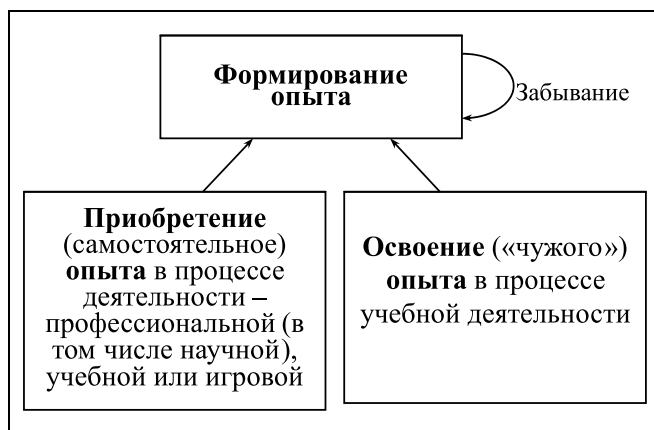 Формирование
опыта
Забывание
Приобретение
(самостоятельное)
опыта в процессе
деятельности –
профессиональной (в
том числе научной),
учебной или игровой
Освоение («чужого»)
опыта в процессе
учебной деятельности